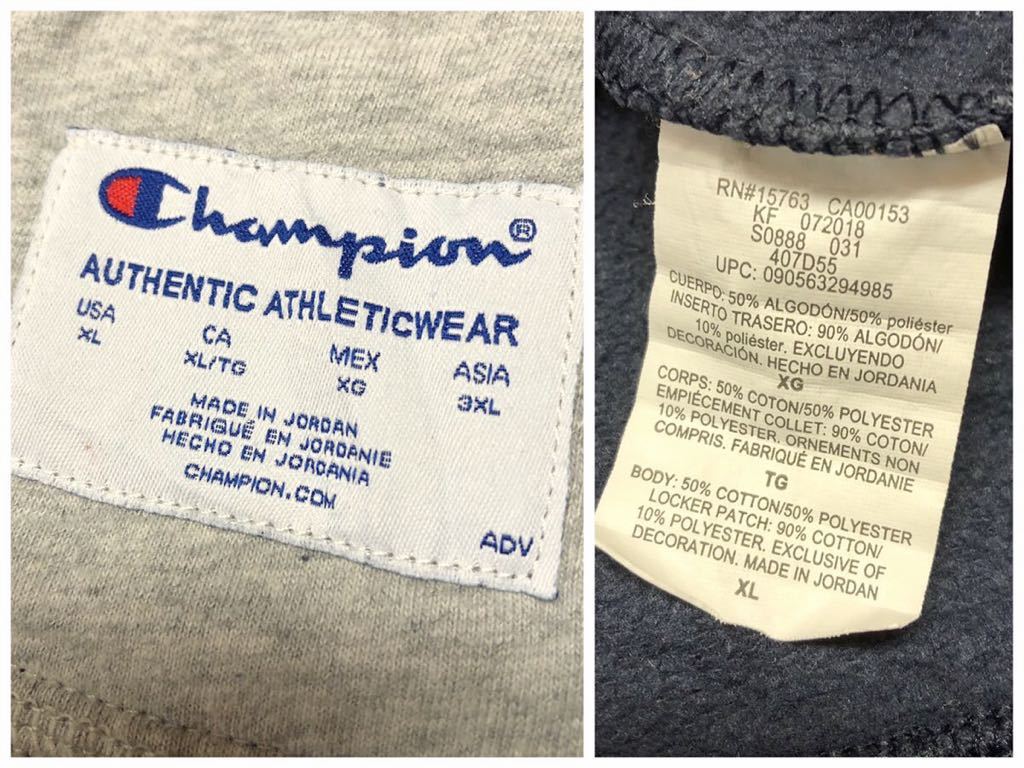 Champion®
AUTHENTIC ATHLETICWEAR
USA CA MEX ASIA
XL XL/TG XG 3XL
MADE IN JORDAN
FABRIQUÉ EN JORDANIE
HECHO EN JORDANIA
CHAMPION.COM
ADV
RN#15763 CA00153
KF 072018
S0888 031
407D55
UPC: 090563294985
CUERPO: 50% ALGODÓN/50% poliéster
INSERTO TRASERO: 90% ALGODÓN/
10% poliéster. EXCLUYENDO
DECORACIÓN. HECHO EN JORDANIA
XG
CORPS: 50% COTON/50% POLYESTER
EMPIÈCEMENT COLLET: 90% COTON/
10% POLYESTER. ORNEMENTS NON
COMPRIS. FABRIQUÉ EN JORDANIE
TG
BODY: 50% COTTON/50% POLYESTER
LOCKER PATCH: 90% COTTON/
10% POLYESTER. EXCLUSIVE OF
DECORATION. MADE IN JORDAN
XL